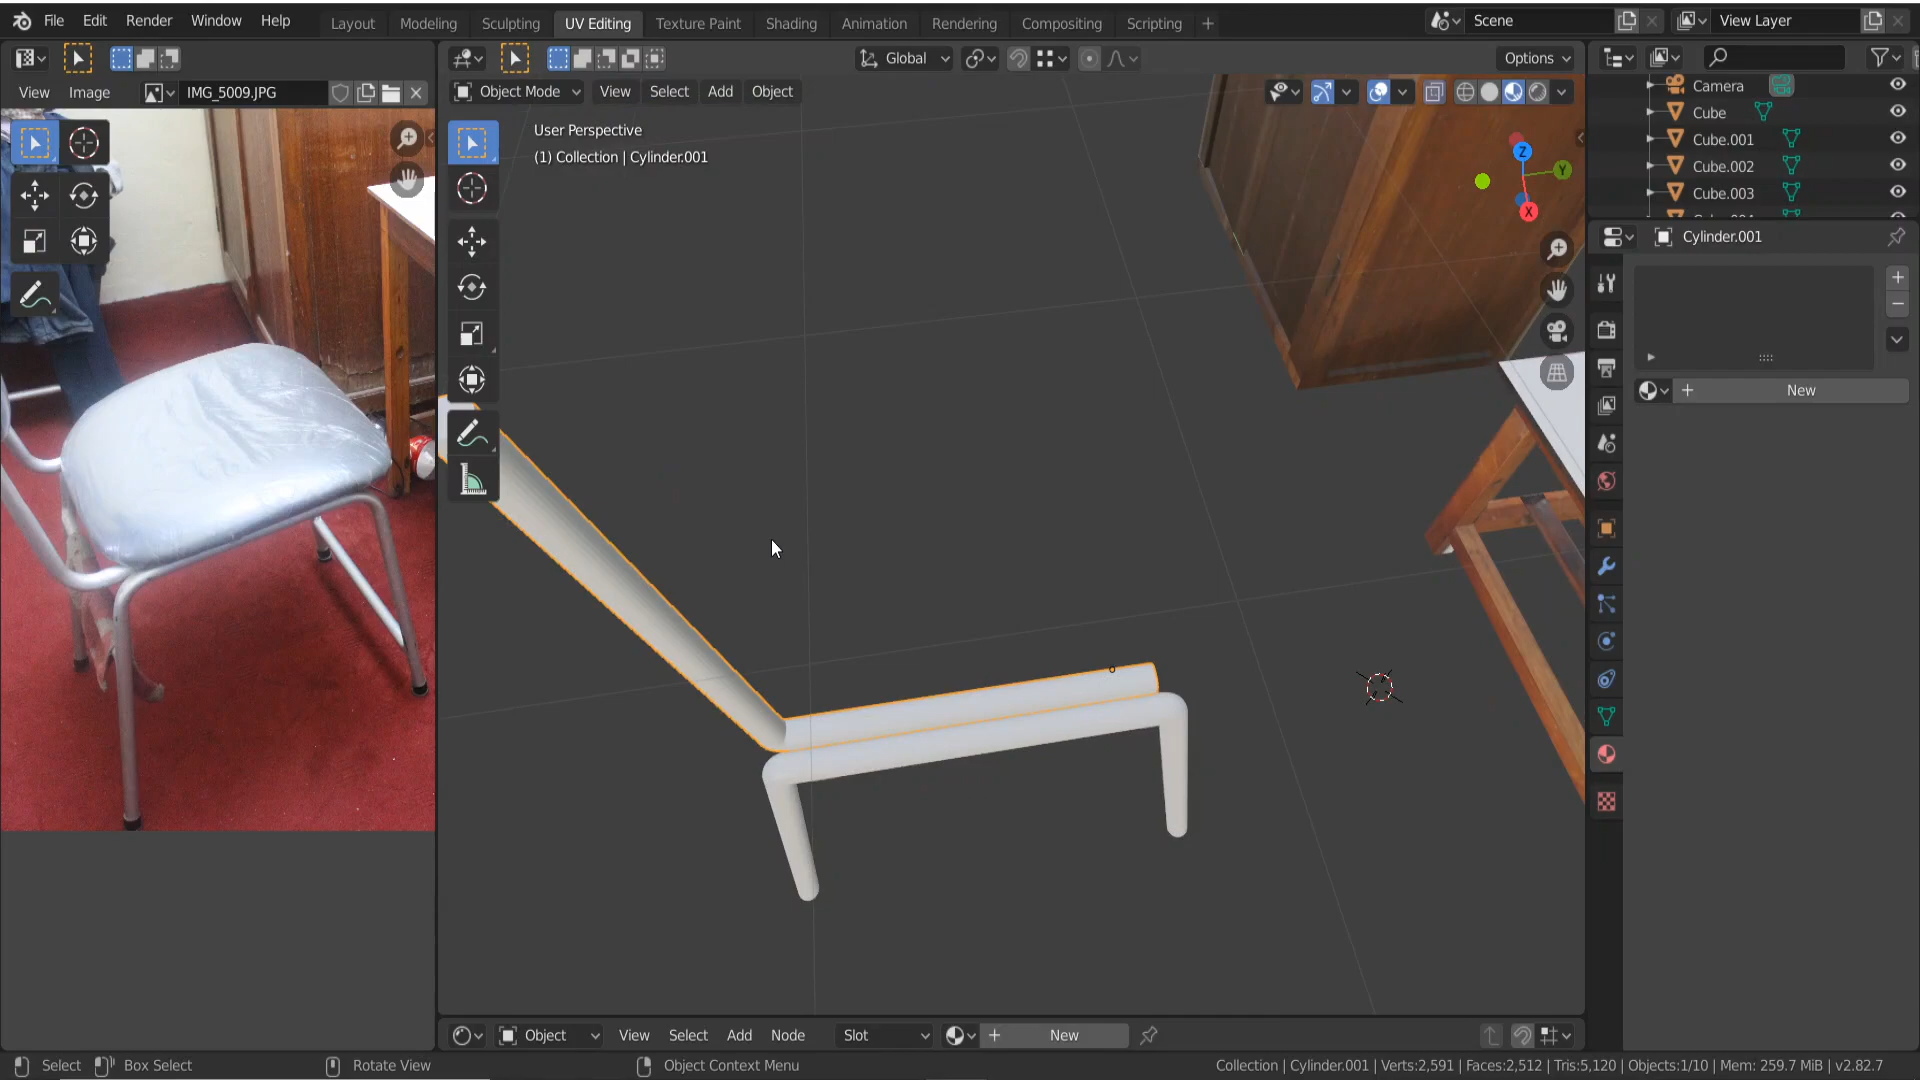 File Edit Render Window Help
Layout Modeling Sculpting UV Editing Texture Paint Shading Animation Rendering Compositing Scripting +
Scene
View Layer
Global
Options
View Image IMG_5009.JPG
Object Mode View Select Add Object
User Perspective
(1) Collection | Cylinder.001
Z
Y
X
Camera
Cube
Cube.001
Cube.002
Cube.003
Cylinder.001
New
Object View Select Add Node Slot New
Select Box Select Rotate View Object Context Menu
Collection | Cylinder.001 | Verts:2,591 | Faces:2,512 | Tris:5,120 | Objects:1/10 | Mem: 259.7 MiB | v2.82.7